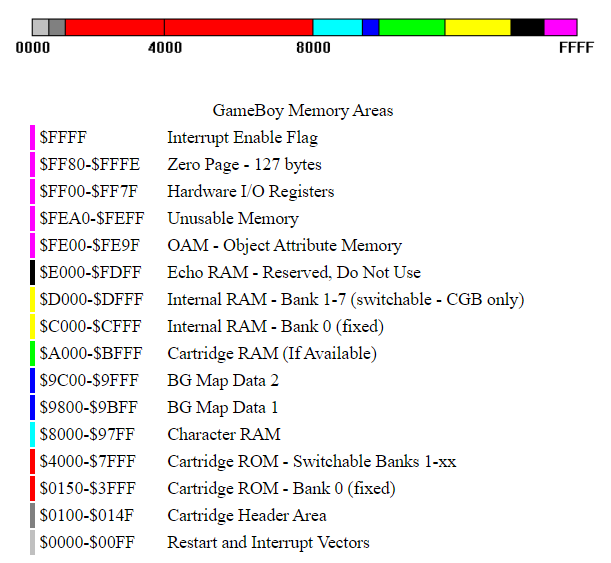 0000 4000 8000 FFFF
GameBoy Memory Areas
$FFFF Interrupt Enable Flag
$FF80-$FFFE Zero Page - 127 bytes
$FF00-$FF7F Hardware I/O Registers
$FEA0-$FEFF Unusable Memory
$FE00-$FE9F OAM - Object Attribute Memory
$E000-$FDFF Echo RAM - Reserved, Do Not Use
$D000-$DFFF Internal RAM - Bank 1-7 (switchable - CGB only)
$C000-$CFFF Internal RAM - Bank 0 (fixed)
$A000-$BFFF Cartridge RAM (If Available)
$9C00-$9FFF BG Map Data 2
$9800-$9BFF BG Map Data 1
$8000-$97FF Character RAM
$4000-$7FFF Cartridge ROM - Switchable Banks 1-xx
$0150-$3FFF Cartridge ROM - Bank 0 (fixed)
$0100-$014F Cartridge Header Area
$0000-$00FF Restart and Interrupt Vectors